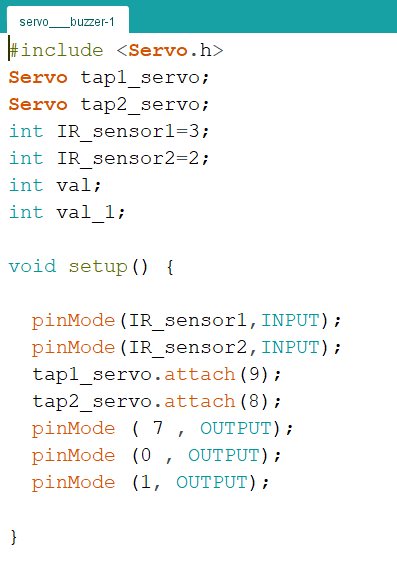 servo___buzzer-1
#include <Servo.h>
Servo tap1_servo;
Servo tap2_servo;
int IR_sensor1=3;
int IR_sensor2=2;
int val;
int val_1;
void setup() {
pinMode(IR_sensor1,INPUT);
pinMode(IR_sensor2,INPUT);
tap1_servo.attach(9);
tap2_servo.attach(8);
pinMode ( 7 , OUTPUT);
pinMode (0 , OUTPUT);
pinMode (1, OUTPUT);
}